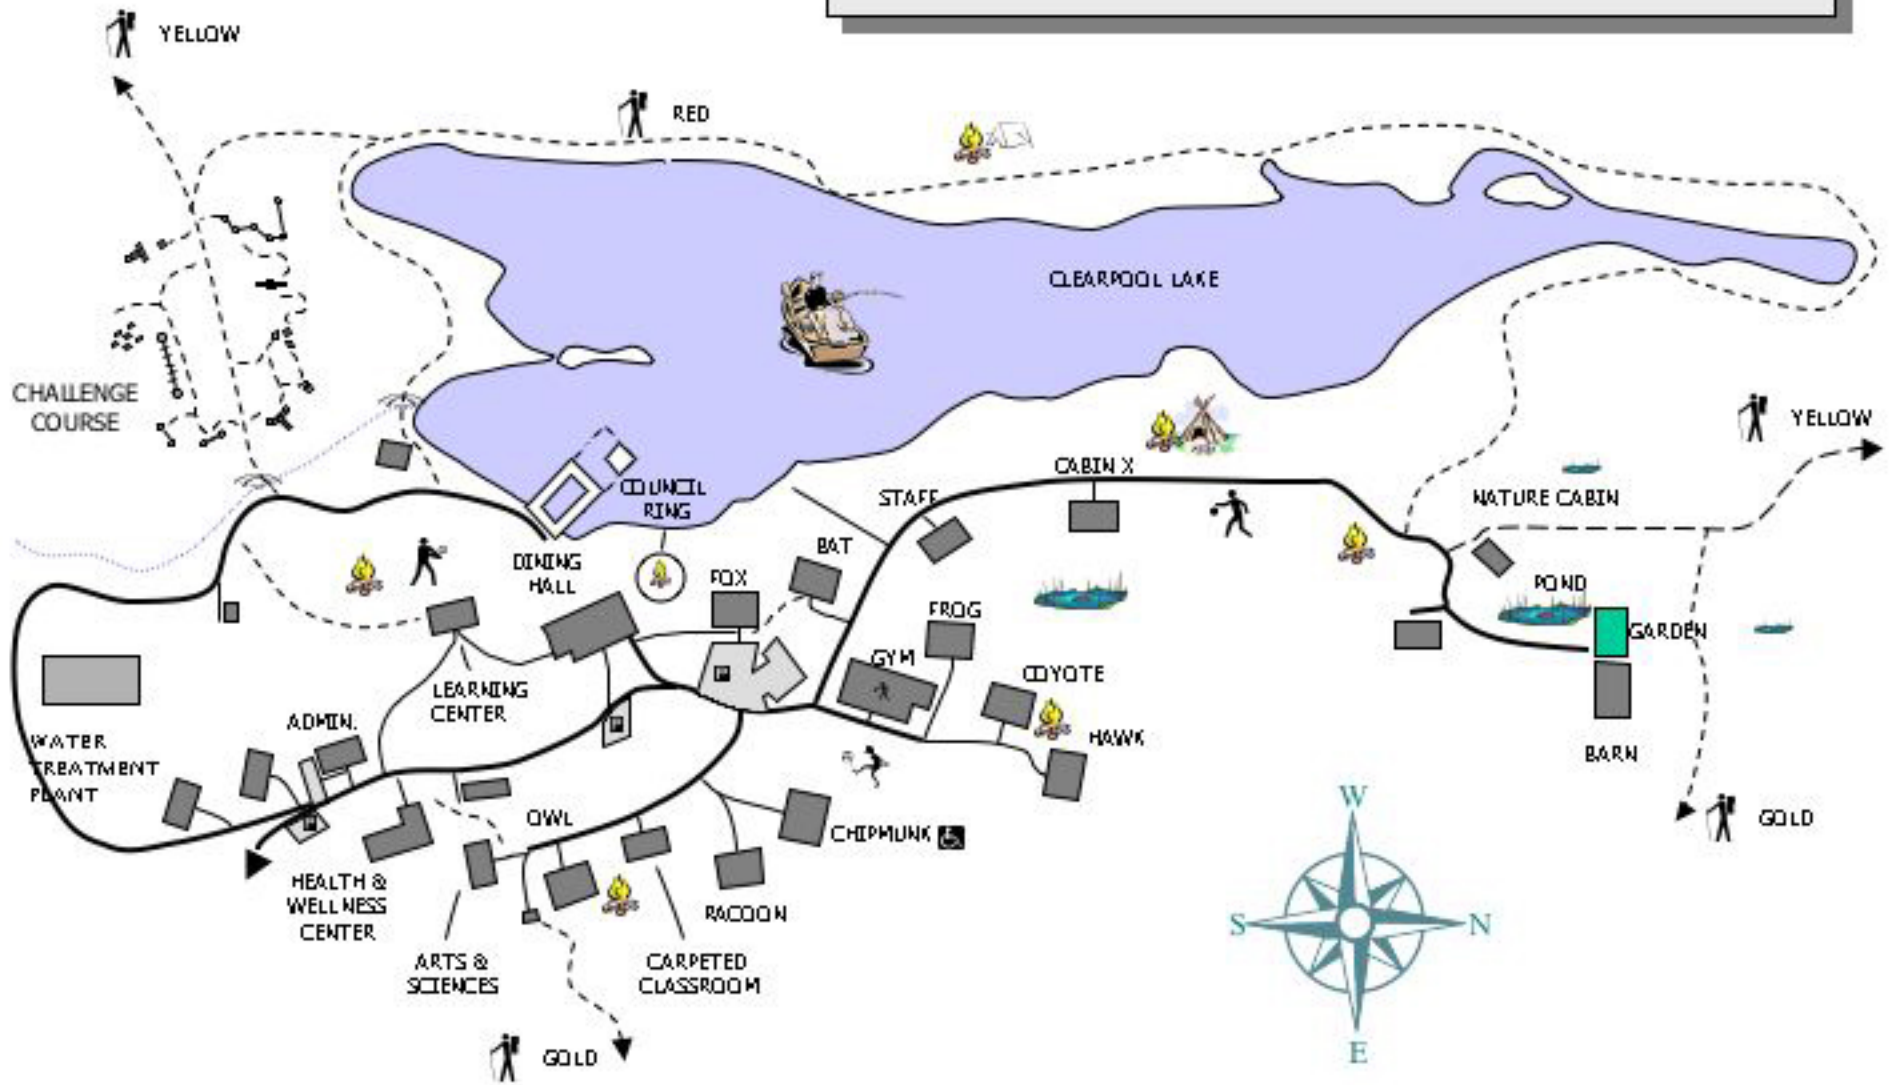 YELLOW
RED
CLEARPOOL LAKE
CHALLENGE
COURSE
YELLOW
CABIN X
COUNCIL
RING
STAFF
NATURE CABIN
BAT
DINING
HALL
FOX
POND
FROG
GARDEN
GYM
COYOTE
LEARNING
CENTER
ADMIN.
HAWK
WATER
TREATMENT
PLANT
BARN
W
OWL
CHIPMUNK
GOLD
HEALTH &
WELLNESS
CENTER
RACOON
S
N
ARTS &
SCIENCES
CARPETED
CLASSROOM
GOLD
E